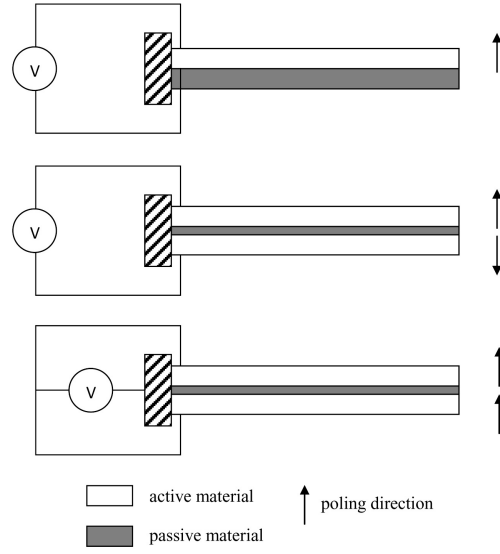 V
V
V
active material
poling direction
passive material